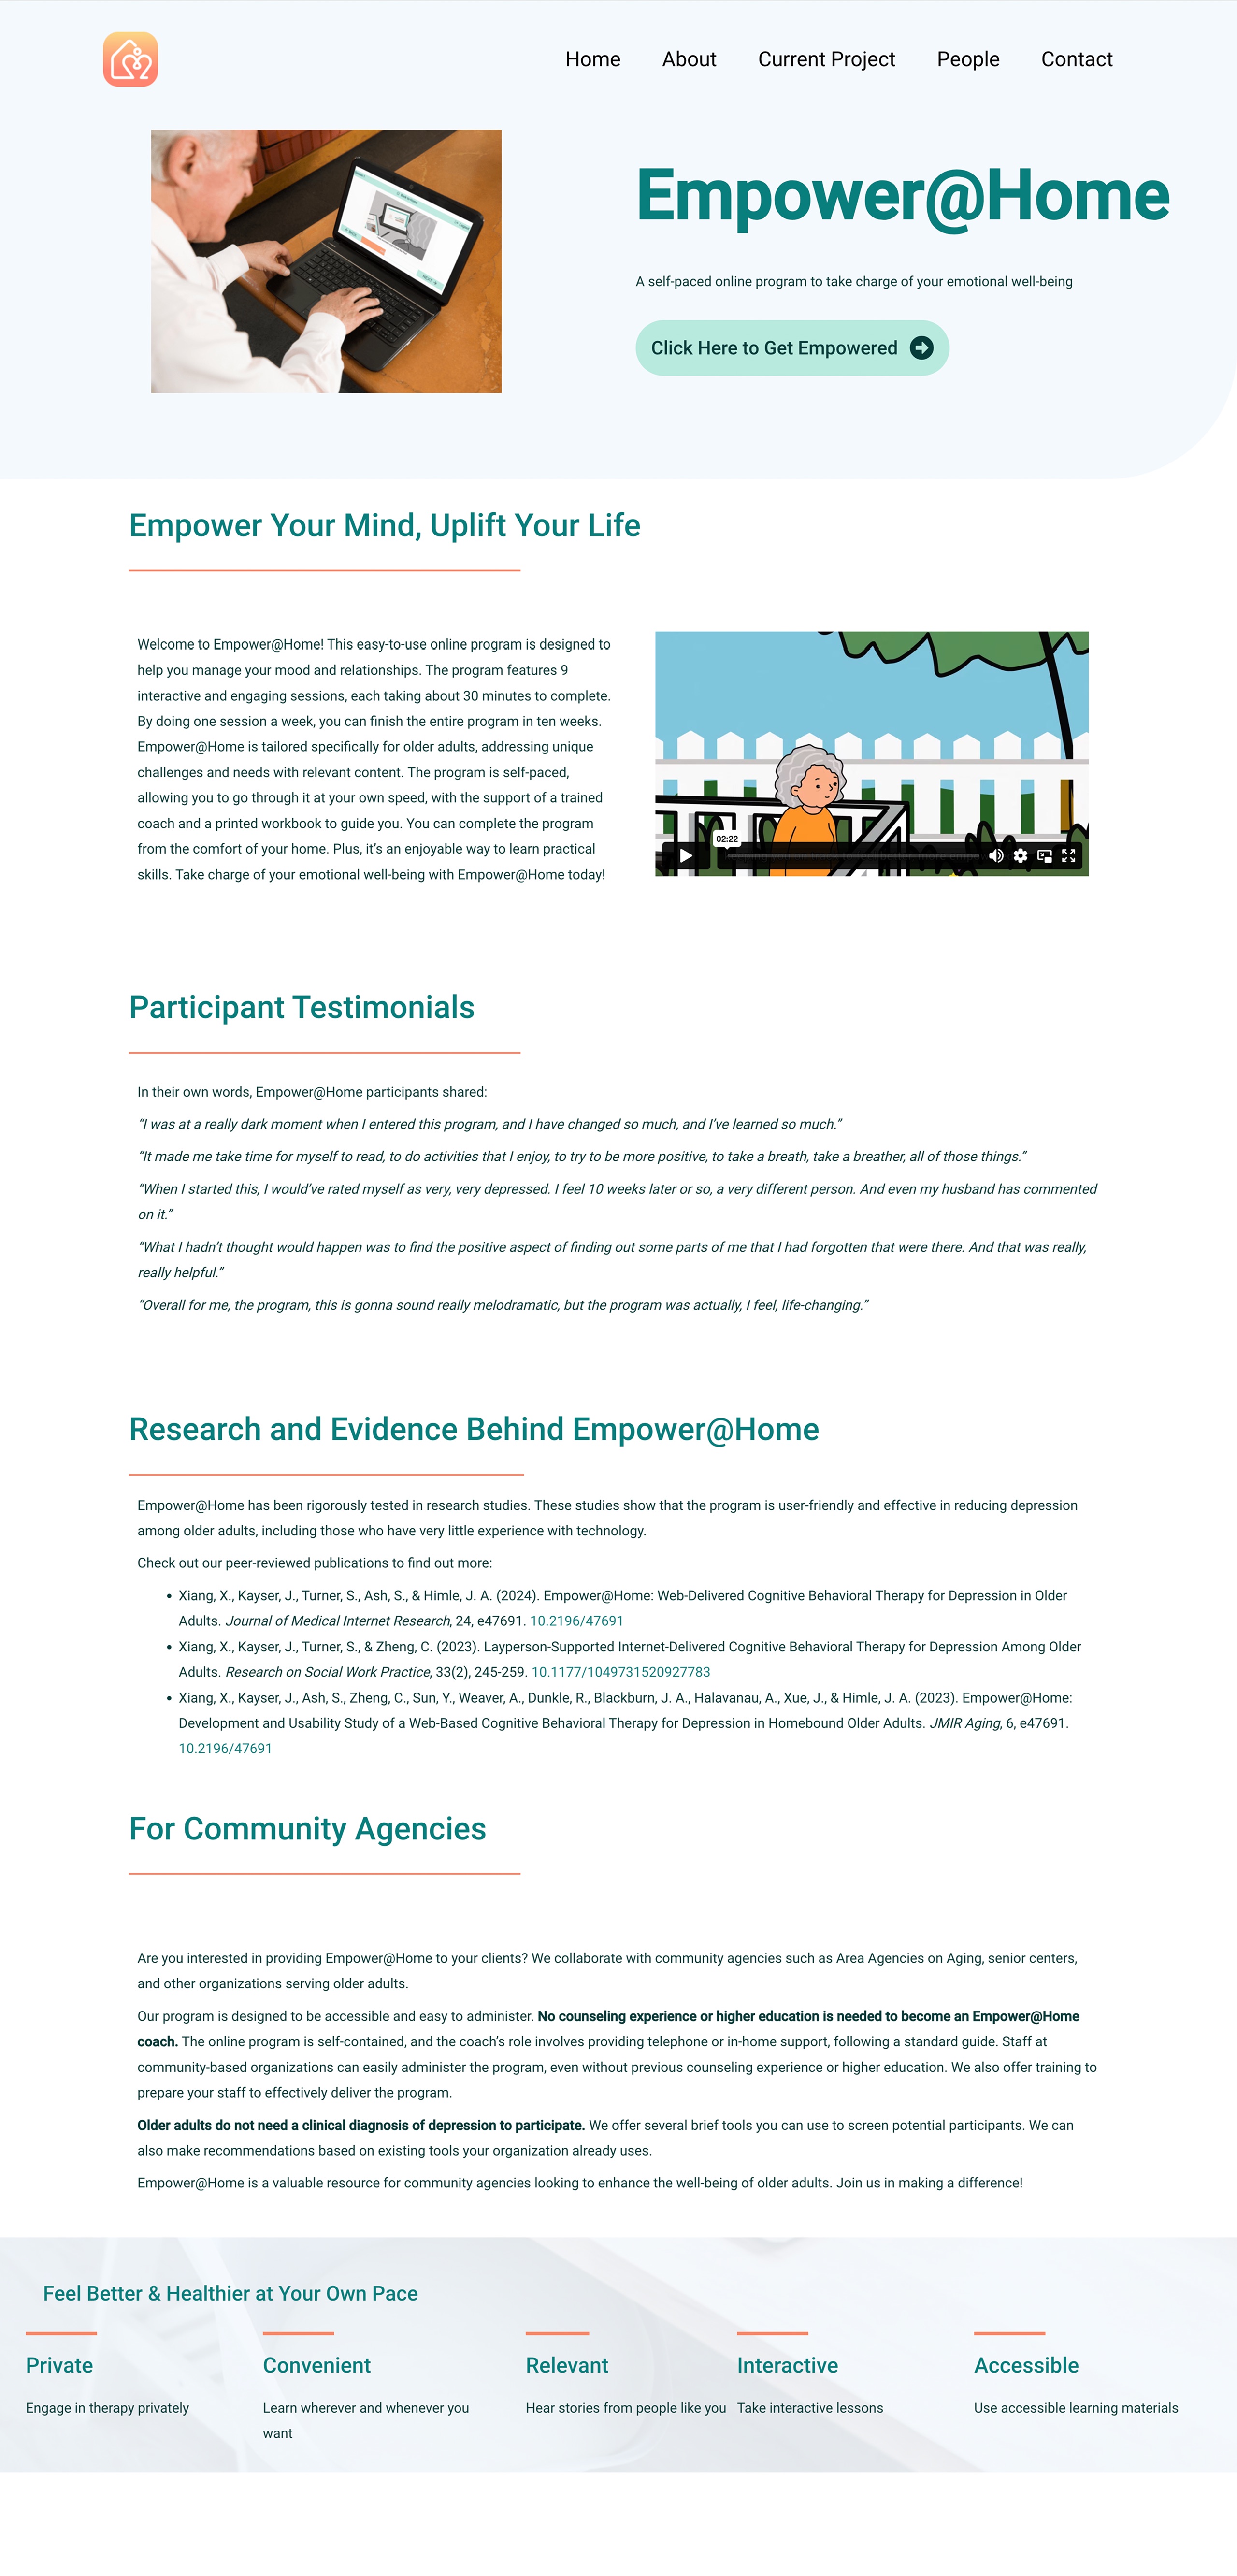 Home About Current Project People Contact
Empower@Home
A self-paced online program to take charge of your emotional well-being
Click Here to Get Empowered
Empower Your Mind, Uplift Your Life
Welcome to Empower@Home! This easy-to-use online program is designed to
help you manage your mood and relationships. The program features 9
interactive and engaging sessions, each taking about 30 minutes to complete.
By doing one session a week, you can finish the entire program in ten weeks.
Empower@Home is tailored specifically for older adults, addressing unique
challenges and needs with relevant content. The program is self-paced,
allowing you to go through it at your own speed, with the support of a trained
coach and a printed workbook to guide you. You can complete the program
from the comfort of your home. Plus, it’s an enjoyable way to learn practical
skills. Take charge of your emotional well-being with Empower@Home today!
02:22
Participant Testimonials
In their own words, Empower@Home participants shared:
“I was at a really dark moment when I entered this program, and I have changed so much, and I’ve learned so much.”
“It made me take time for myself to read, to do activities that I enjoy, to try to be more positive, to take a breath, take a breather, all of those things.”
“When I started this, I would’ve rated myself as very, very depressed. I feel 10 weeks later or so, a very different person. And even my husband has commented
on it.”
“What I hadn’t thought would happen was to find the positive aspect of finding out some parts of me that I had forgotten that were there. And that was really,
really helpful.”
“Overall for me, the program, this is gonna sound really melodramatic, but the program was actually, I feel, life-changing.”
Research and Evidence Behind Empower@Home
Empower@Home has been rigorously tested in research studies. These studies show that the program is user-friendly and effective in reducing depression
among older adults, including those who have very little experience with technology.
Check out our peer-reviewed publications to find out more:
• Xiang, X., Kayser, J., Turner, S., Ash, S., & Himle, J. A. (2024). Empower@Home: Web-Delivered Cognitive Behavioral Therapy for Depression in Older
Adults. Journal of Medical Internet Research, 24, e47691. 10.2196/47691
• Xiang, X., Kayser, J., Turner, S., & Zheng, C. (2023). Layperson-Supported Internet-Delivered Cognitive Behavioral Therapy for Depression Among Older
Adults. Research on Social Work Practice, 33(2), 245-259. 10.1177/1049731520927783
• Xiang, X., Kayser, J., Ash, S., Zheng, C., Sun, Y., Weaver, A., Dunkle, R., Blackburn, J. A., Halavanau, A., Xue, J., & Himle, J. A. (2023). Empower@Home:
Development and Usability Study of a Web-Based Cognitive Behavioral Therapy for Depression in Homebound Older Adults. JMIR Aging, 6, e47691.
10.2196/47691
For Community Agencies
Are you interested in providing Empower@Home to your clients? We collaborate with community agencies such as Area Agencies on Aging, senior centers,
and other organizations serving older adults.
Our program is designed to be accessible and easy to administer. No counseling experience or higher education is needed to become an Empower@Home
coach. The online program is self-contained, and the coach’s role involves providing telephone or in-home support, following a standard guide. Staff at
community-based organizations can easily administer the program, even without previous counseling experience or higher education. We also offer training to
prepare your staff to effectively deliver the program.
Older adults do not need a clinical diagnosis of depression to participate. We offer several brief tools you can use to screen potential participants. We can
also make recommendations based on existing tools your organization already uses.
Empower@Home is a valuable resource for community agencies looking to enhance the well-being of older adults. Join us in making a difference!
Feel Better & Healthier at Your Own Pace
Private
Engage in therapy privately
Convenient
Learn wherever and whenever you
want
Relevant
Hear stories from people like you
Interactive
Take interactive lessons
Accessible
Use accessible learning materials